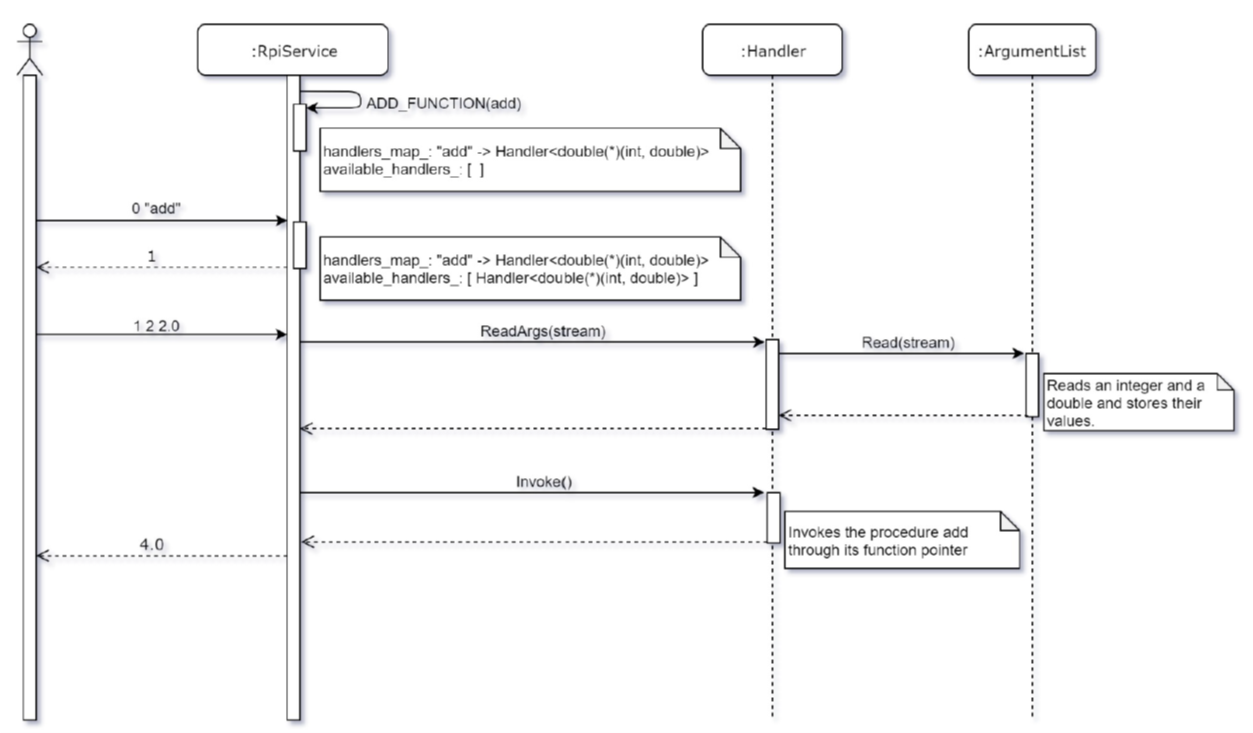 :RpiService
:Handler
:ArgumentList
ADD_FUNCTION(add)
handlers_map_: "add" -> Handler<double(*)(int, double)>
available_handlers_: [ ]
0 "add"
handlers_map_: "add" -> Handler<double(*)(int, double)>
available_handlers_: [ Handler<double(*)(int, double)> ]
1
1 2 2.0
ReadArgs(stream)
Read(stream)
Reads an integer and a
double and stores their
values.
Invoke()
Invokes the procedure add
through its function pointer
4.0